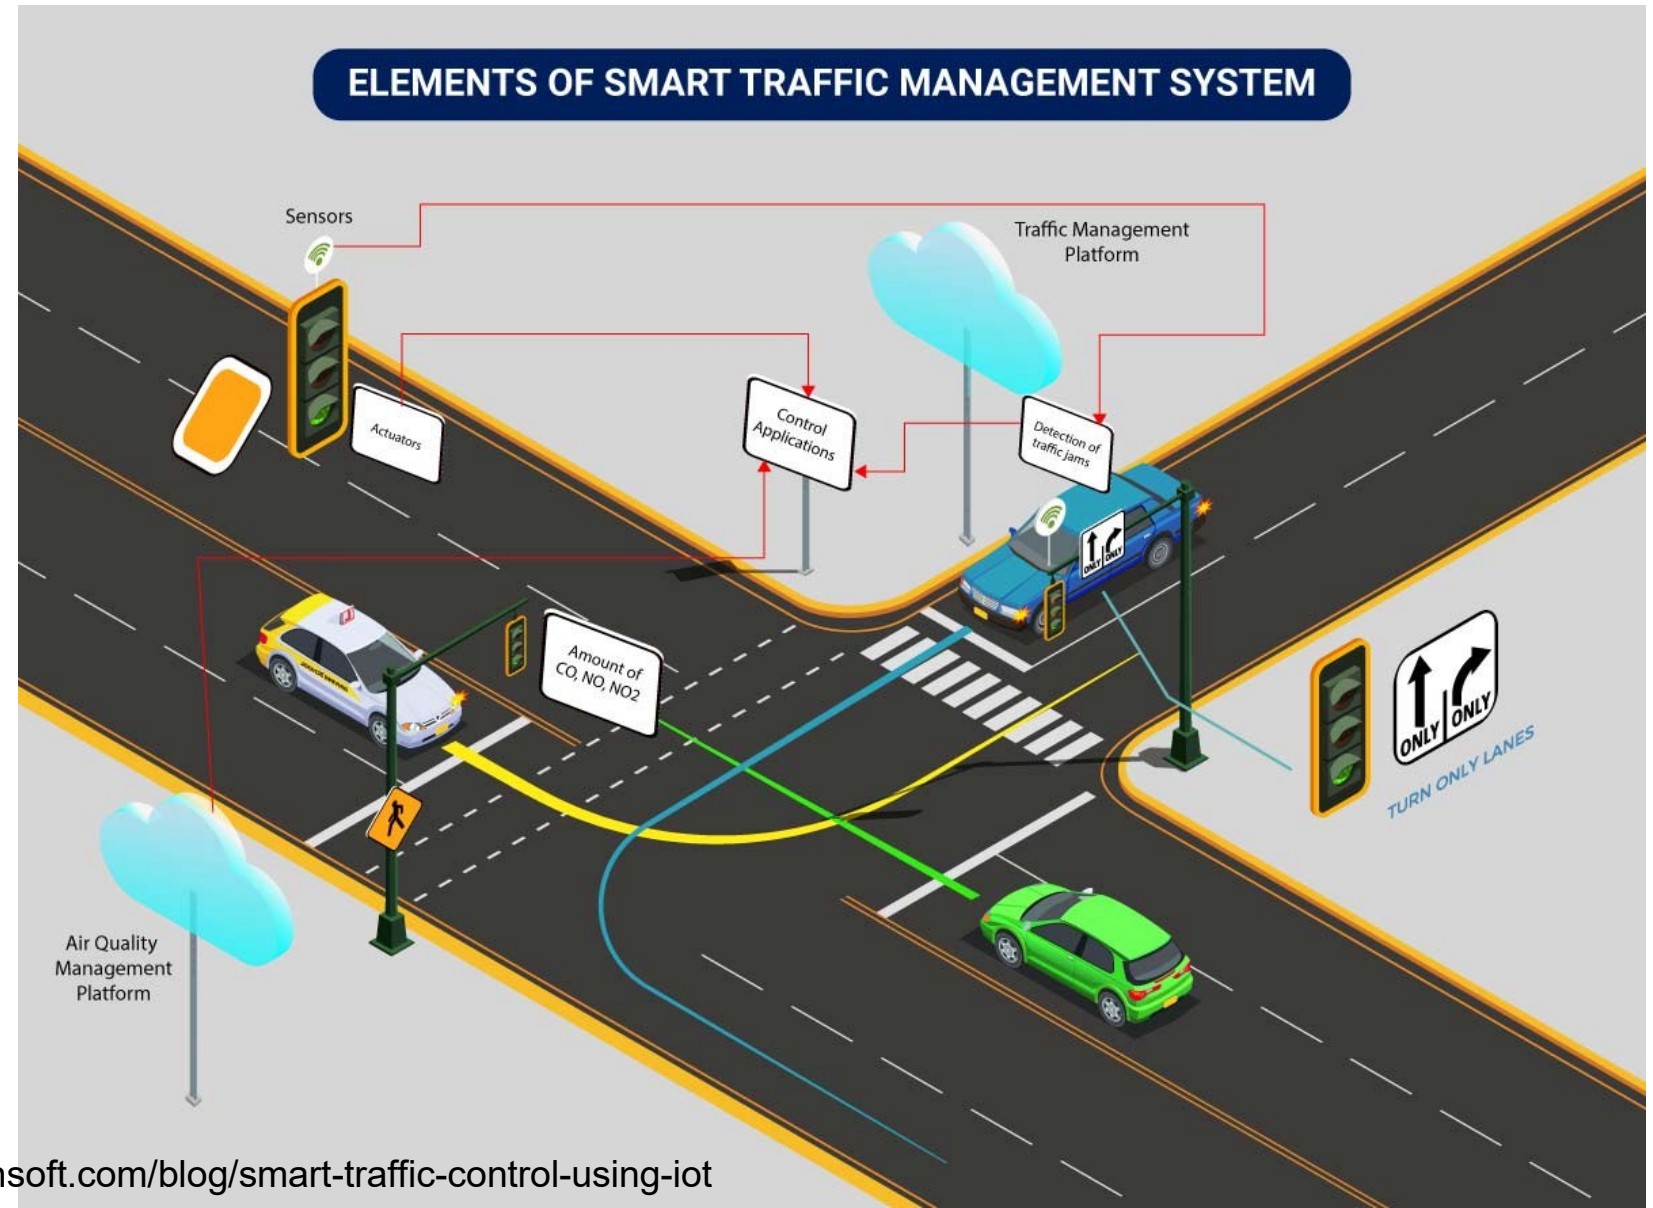 ELEMENTS OF SMART TRAFFIC MANAGEMENT SYSTEM
Sensors
Traffic Management
Platform
Actuators
Control
Applications
Detection of
traffic jams
ONLY ONLY
Amount of
CO, NO, NO2
ONLY ONLY
TURN ONLY LANES
Air Quality
Management
Platform
nsoft.com/blog/smart-traffic-control-using-iot